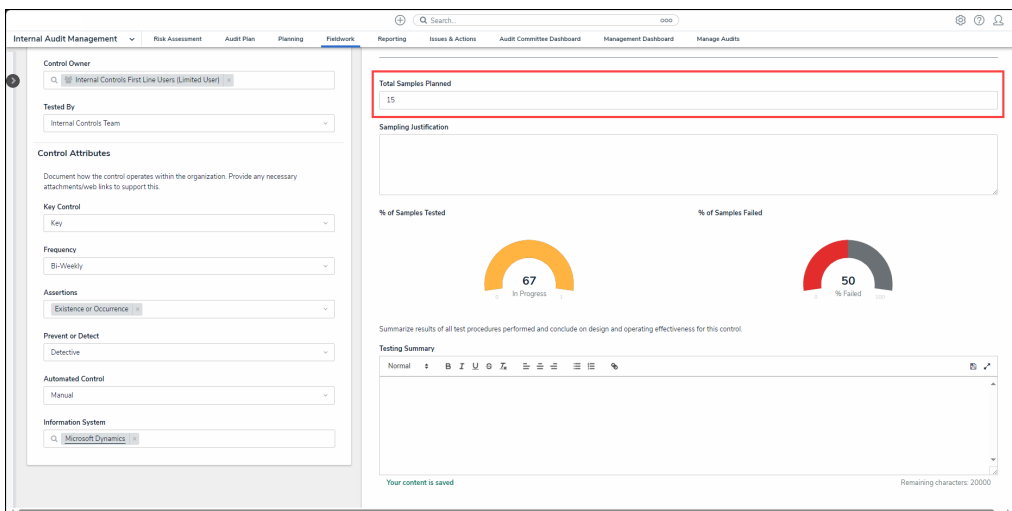 Search...
Internal Audit Management
Risk Assessment
Audit Plan
Planning
Fieldwork
Reporting
Issues & Actions
Audit Committee Dashboard
Management Dashboard
Manage Audits
Control Owner
Internal Controls First Line Users (Limited User) ×
Tested By
Internal Controls Team
Control Attributes
Document how the control operates within the organization. Provide any necessary
attachments/web links to support this.
Key Control
Key
Frequency
Bi-Weekly
Assertions
Existence or Occurrence ×
Prevent or Detect
Detective
Automated Control
Manual
Information System
Microsoft Dynamics ×
Total Samples Planned
15
Sampling Justification
% of Samples Tested
% of Samples Failed
67
In Progress
0 1
50
% Failed
0 100
Summarize results of all test procedures performed and conclude on design and operating effectiveness for this control.
Testing Summary
Normal B I U S Tx
Your content is saved
Remaining characters: 20000